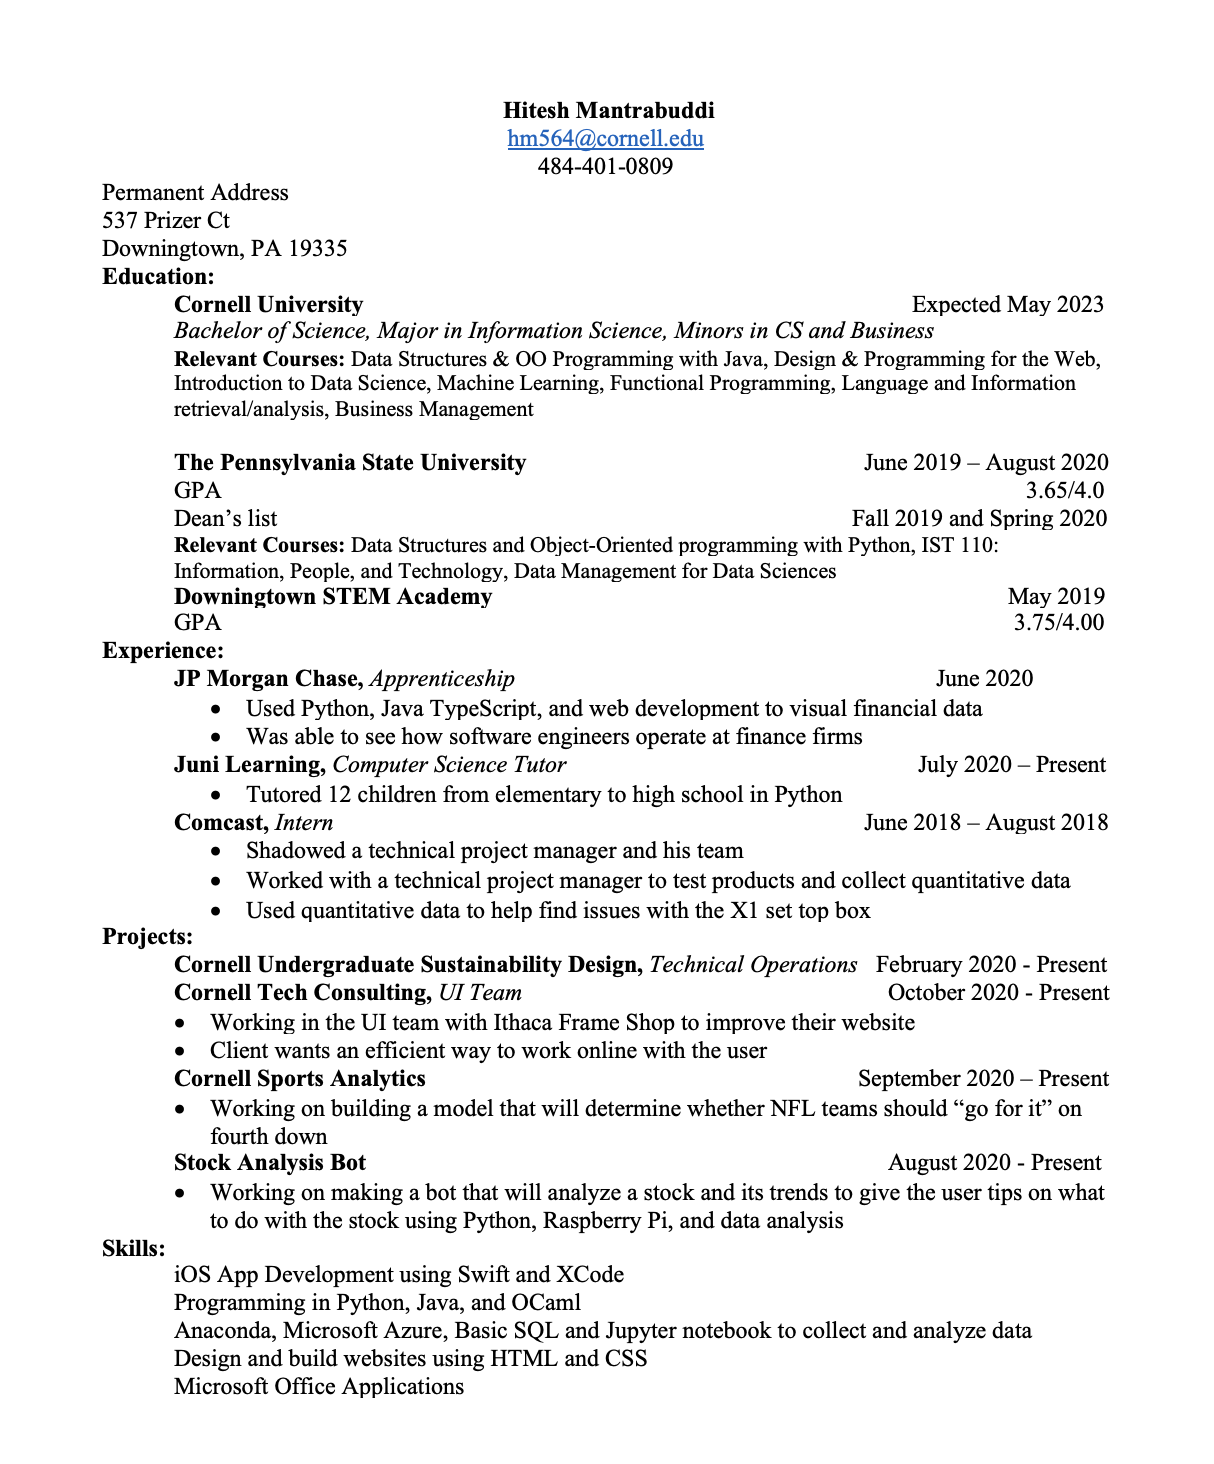 Hitesh Mantrabuddi
hm564@cornell.edu
484-401-0809
Permanent Address
537 Prizer Ct
Downingtown, PA 19335
Education:
Cornell University Expected May 2023
Bachelor of Science, Major in Information Science, Minors in CS and Business
Relevant Courses: Data Structures & OO Programming with Java, Design & Programming for the Web,
Introduction to Data Science, Machine Learning, Functional Programming, Language and Information
retrieval/analysis, Business Management
The Pennsylvania State University June 2019 – August 2020
GPA 3.65/4.0
Dean’s list Fall 2019 and Spring 2020
Relevant Courses: Data Structures and Object-Oriented programming with Python, IST 110:
Information, People, and Technology, Data Management for Data Sciences
Downingtown STEM Academy May 2019
GPA 3.75/4.00
Experience:
JP Morgan Chase, Apprenticeship June 2020
• Used Python, Java TypeScript, and web development to visual financial data
• Was able to see how software engineers operate at finance firms
Juni Learning, Computer Science Tutor July 2020 – Present
• Tutored 12 children from elementary to high school in Python
Comcast, Intern June 2018 – August 2018
• Shadowed a technical project manager and his team
• Worked with a technical project manager to test products and collect quantitative data
• Used quantitative data to help find issues with the X1 set top box
Projects:
Cornell Undergraduate Sustainability Design, Technical Operations February 2020 - Present
Cornell Tech Consulting, UI Team October 2020 - Present
• Working in the UI team with Ithaca Frame Shop to improve their website
• Client wants an efficient way to work online with the user
Cornell Sports Analytics September 2020 – Present
• Working on building a model that will determine whether NFL teams should “go for it” on
fourth down
Stock Analysis Bot August 2020 - Present
• Working on making a bot that will analyze a stock and its trends to give the user tips on what
to do with the stock using Python, Raspberry Pi, and data analysis
Skills:
iOS App Development using Swift and XCode
Programming in Python, Java, and OCaml
Anaconda, Microsoft Azure, Basic SQL and Jupyter notebook to collect and analyze data
Design and build websites using HTML and CSS
Microsoft Office Applications